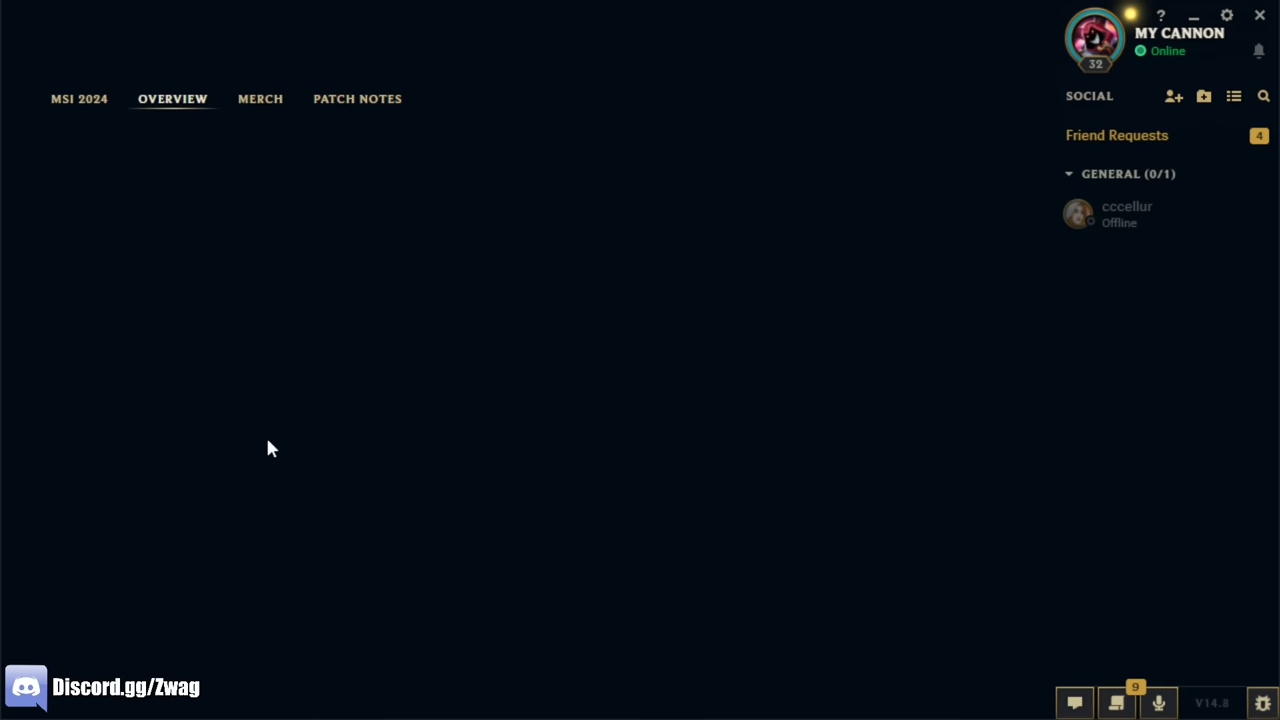 MY CANNON
Online
32
MSI 2024
OVERVIEW
MERCH
PATCH NOTES
SOCIAL
Friend Requests
4
GENERAL (0/1)
cccellur
Offline
Discord.gg/Zwag
9
V14.8